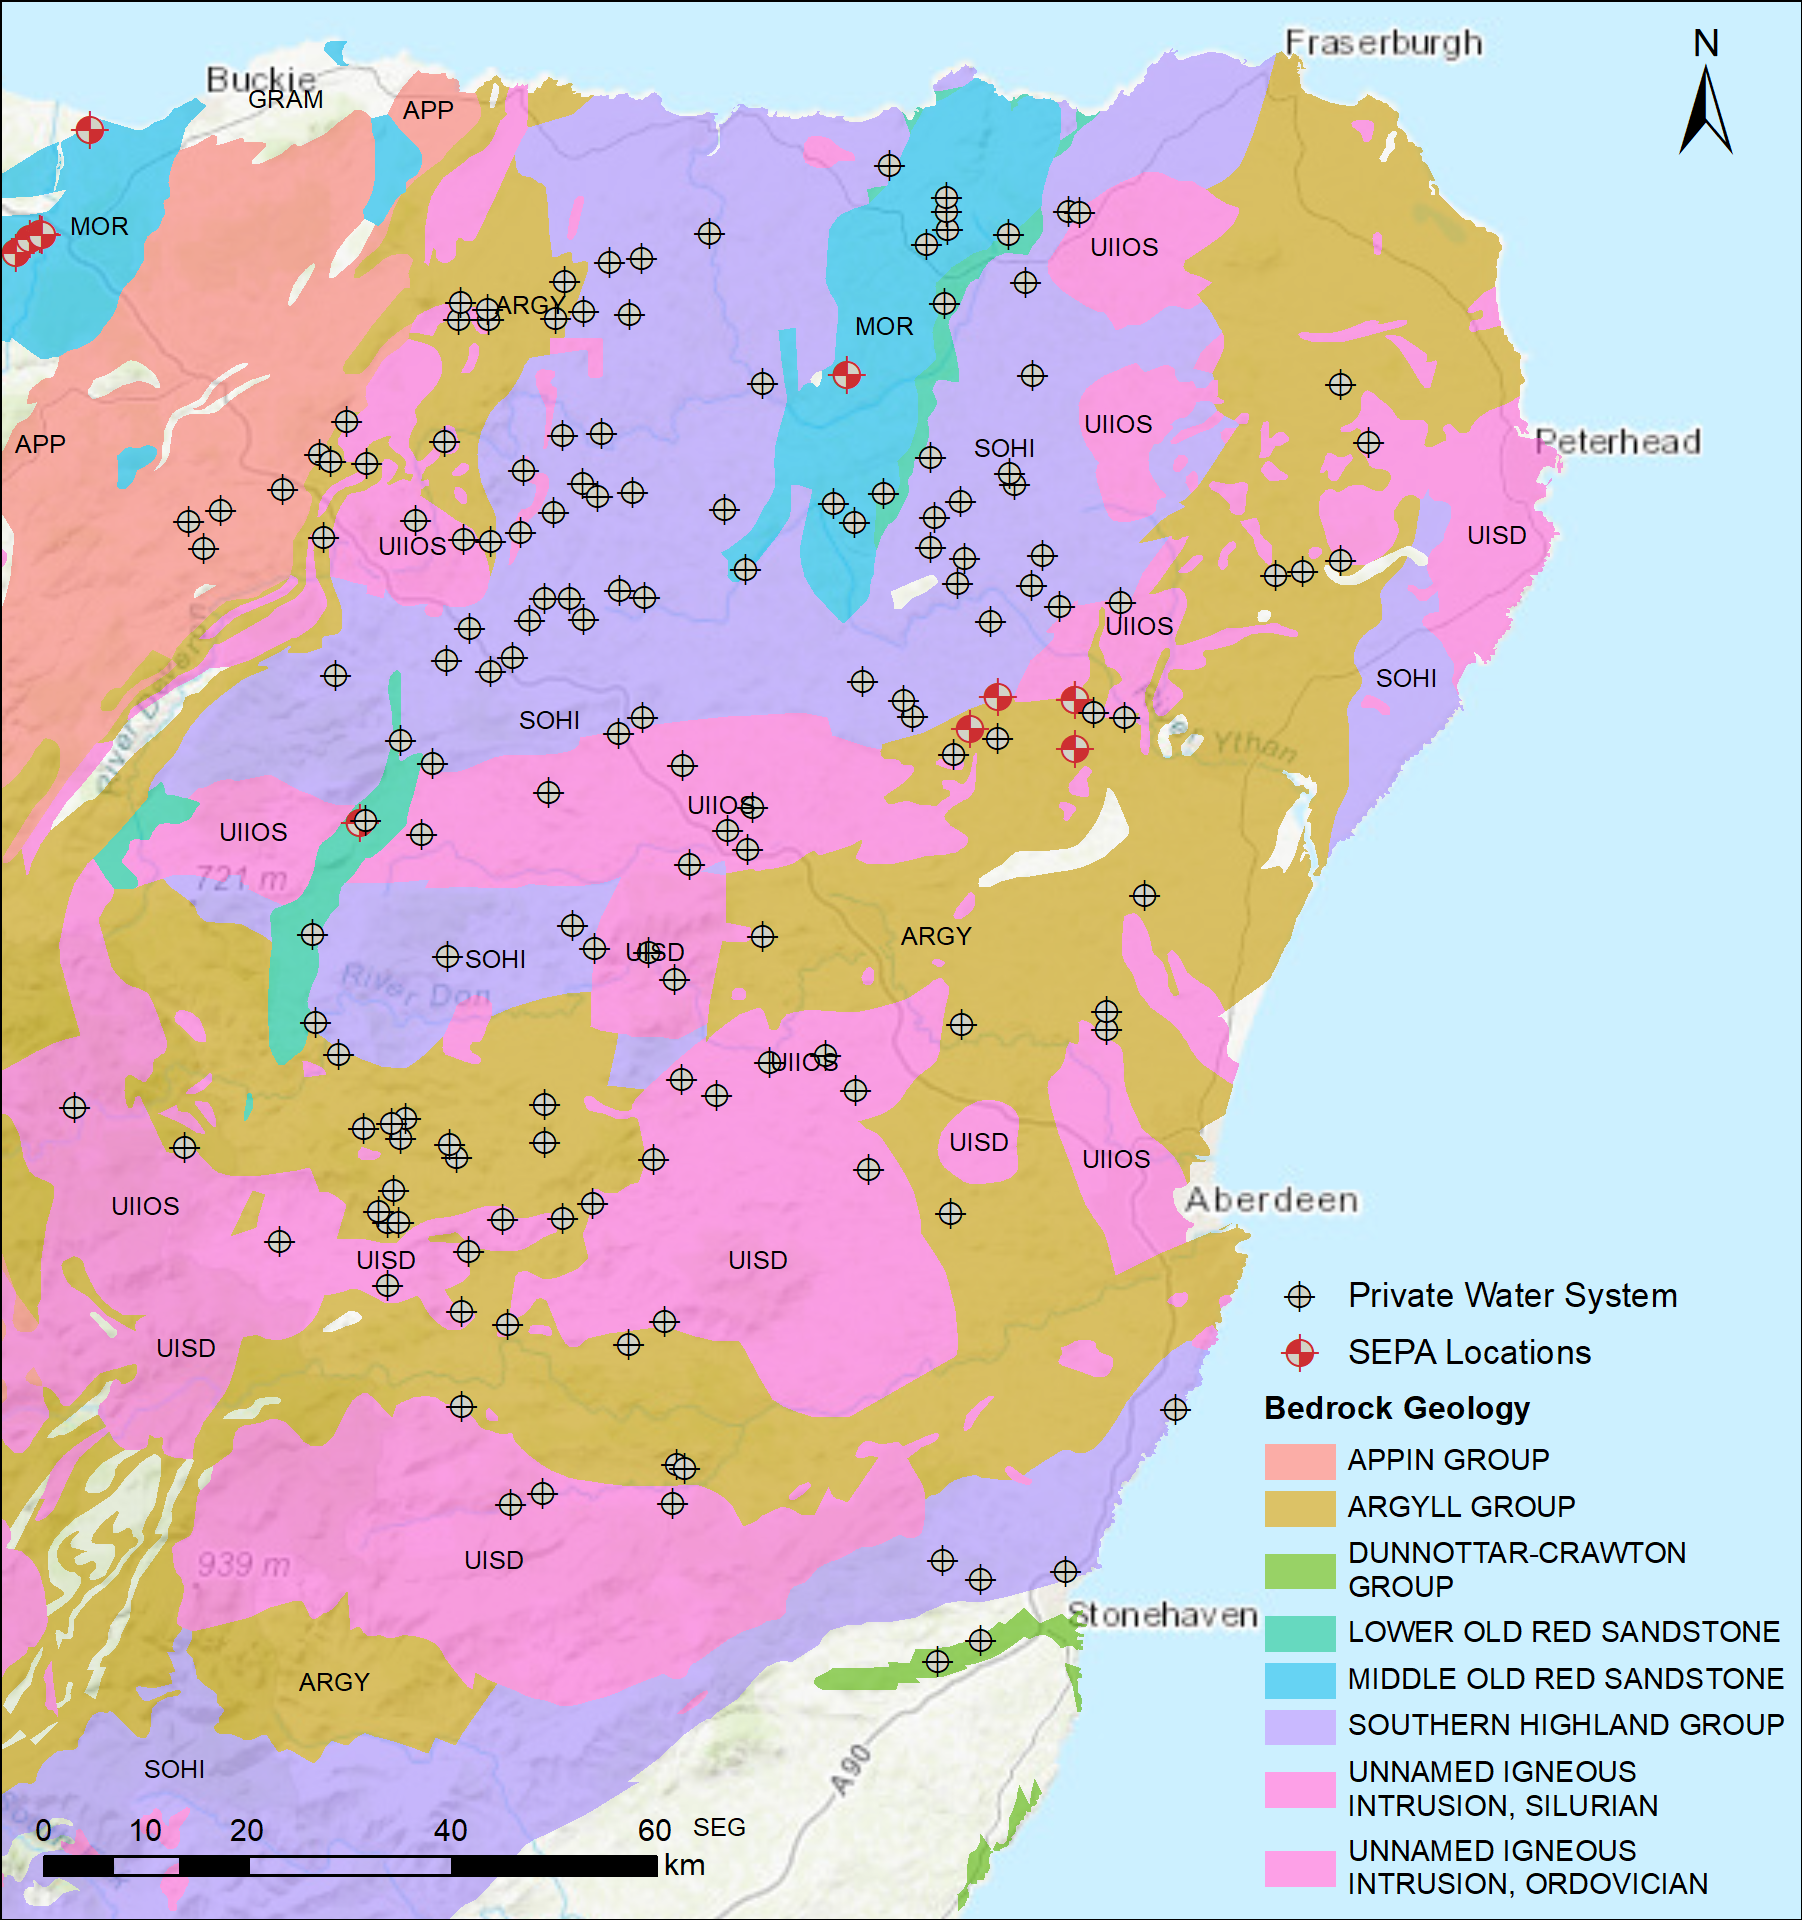 Fraserburgh
N
Buckie
GRAM
APP
MOR
UIIOS
ARGY
MOR
APP
UIIOS
SOHI
Peterhead
UISD
UIIOS
UIIOS
River Deveron
SOHI
SOHI
River Ythan
UIIOS
UIIOS
721 m
ARGY
SOHI
UISD
River Don
UIIOS
UISD
UIIOS
Aberdeen
UIIOS
UISD
UISD
UISD
Private Water System
SEPA Locations
Bedrock Geology
APPIN GROUP
ARGYLL GROUP
DUNNOTTAR-CRAWTON
GROUP
LOWER OLD RED SANDSTONE
MIDDLE OLD RED SANDSTONE
SOUTHERN HIGHLAND GROUP
UNNAMED IGNEOUS
INTRUSION, SILURIAN
UNNAMED IGNEOUS
INTRUSION, ORDOVICIAN
939 m
UISD
Stonehaven
ARGY
SOHI
A90
0 10 20 40 60
km
SEG